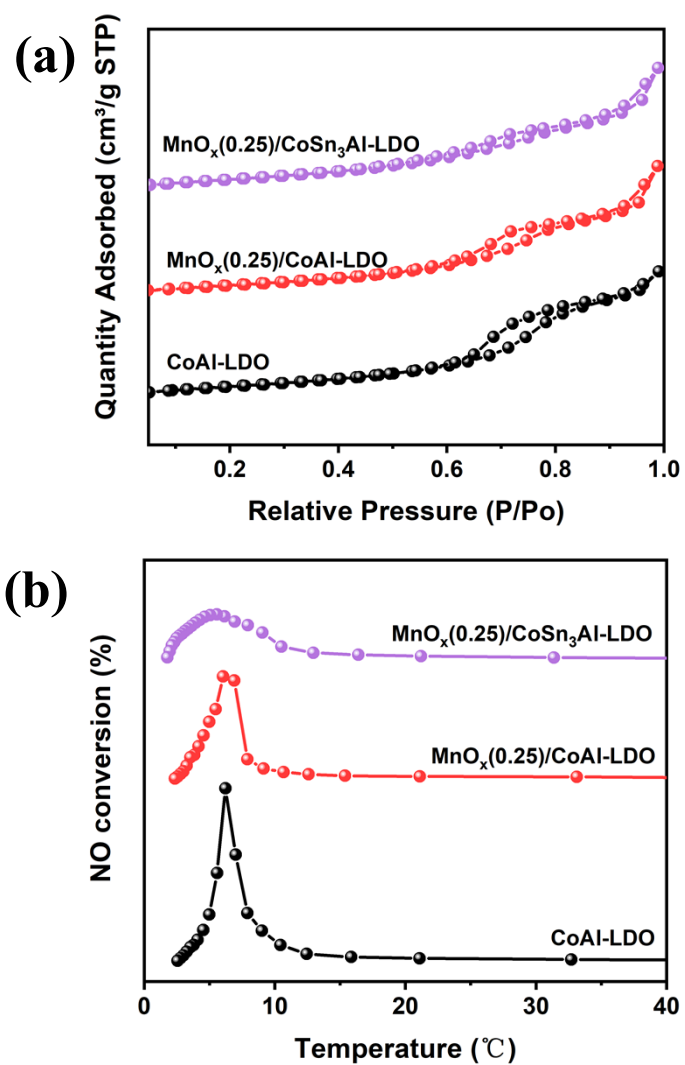 (a)
Quantity Adsorbed (cm³/g STP)
MnOₓ(0.25)/CoSn₃Al-LDO
MnOₓ(0.25)/CoAl-LDO
CoAl-LDO
0.2 0.4 0.6 0.8 1.0
Relative Pressure (P/Po)
(b)
NO conversion (%)
MnOₓ(0.25)/CoSn₃Al-LDO
MnOₓ(0.25)/CoAl-LDO
CoAl-LDO
0 10 20 30 40
Temperature (℃)